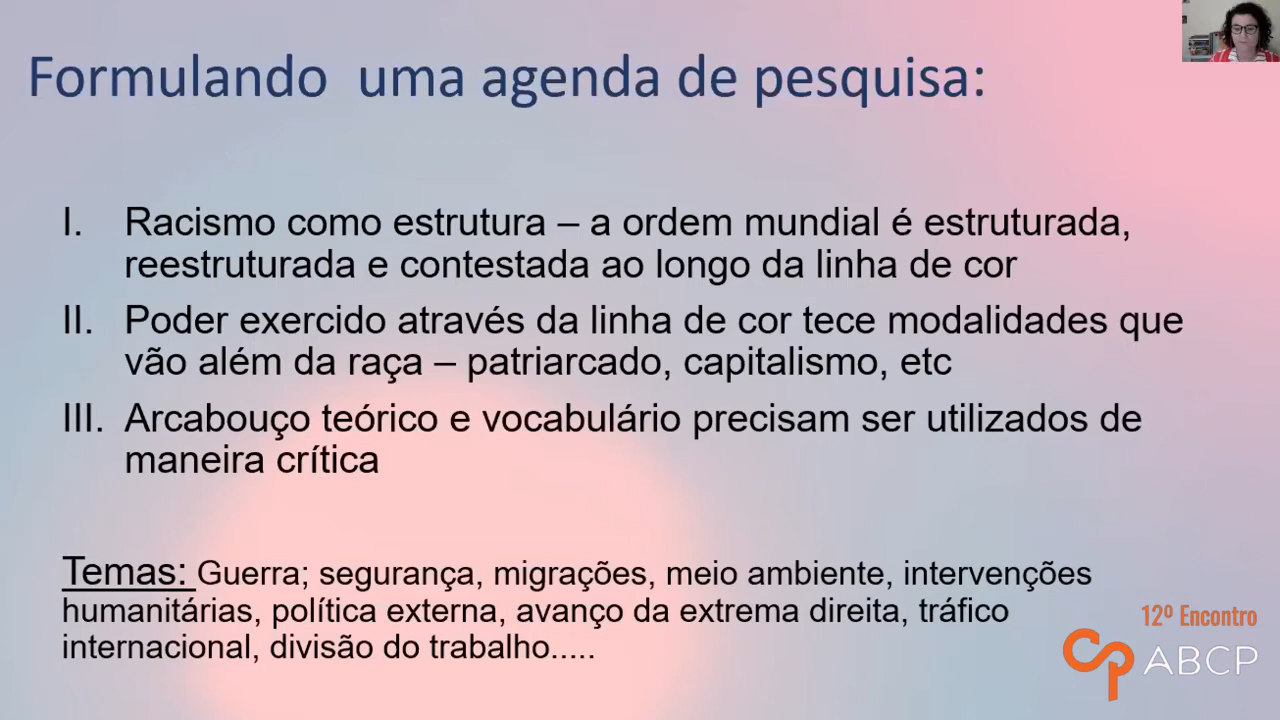 Formulando uma agenda de pesquisa:
I. Racismo como estrutura – a ordem mundial é estruturada,
reestruturada e contestada ao longo da linha de cor
II. Poder exercido através da linha de cor tece modalidades que
vão além da raça – patriarcado, capitalismo, etc
III. Arcabouço teórico e vocabulário precisam ser utilizados de
maneira crítica
Temas: Guerra; segurança, migrações, meio ambiente, intervenções
humanitárias, política externa, avanço da extrema direita, tráfico
internacional, divisão do trabalho.....
12º Encontro
ABCP